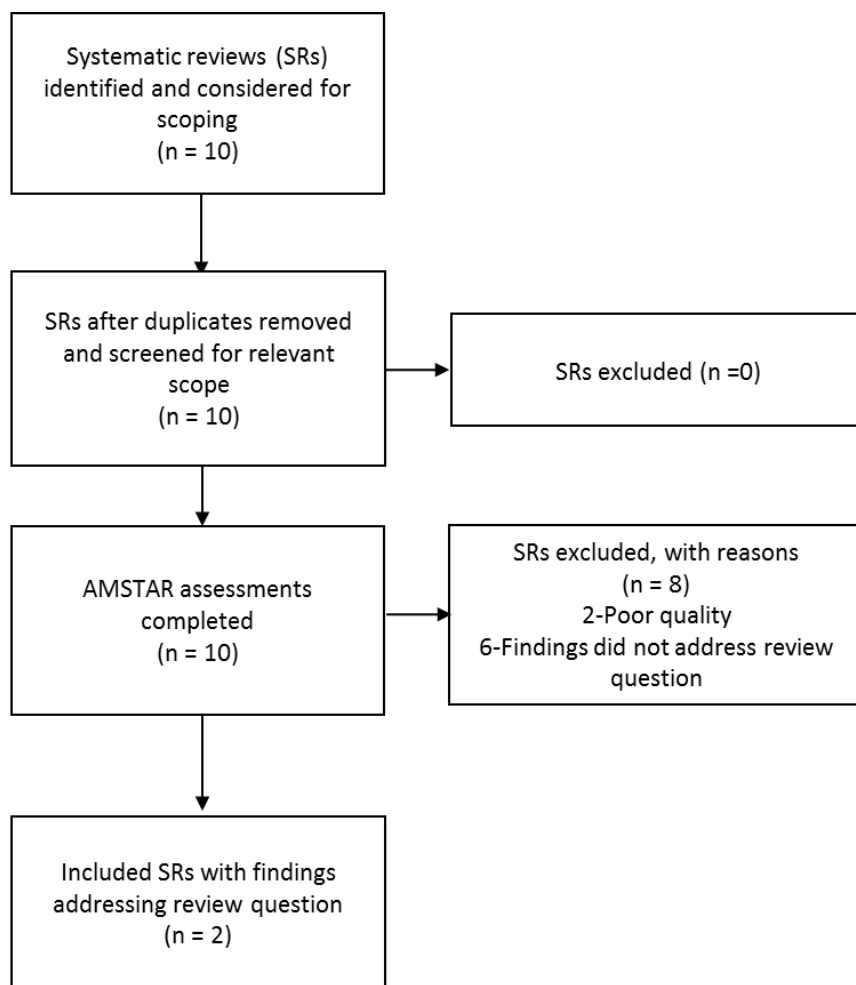 Systematic reviews (SRs)
identified and considered for
scoping
(n = 10)
SRs after duplicates removed
and screened for relevant
scope
(n = 10)
SRs excluded (n =0)
AMSTAR assessments
completed
(n = 10)
SRs excluded, with reasons
(n = 8)
2-Poor quality
6-Findings did not address review
question
Included SRs with findings
addressing review question
(n = 2)